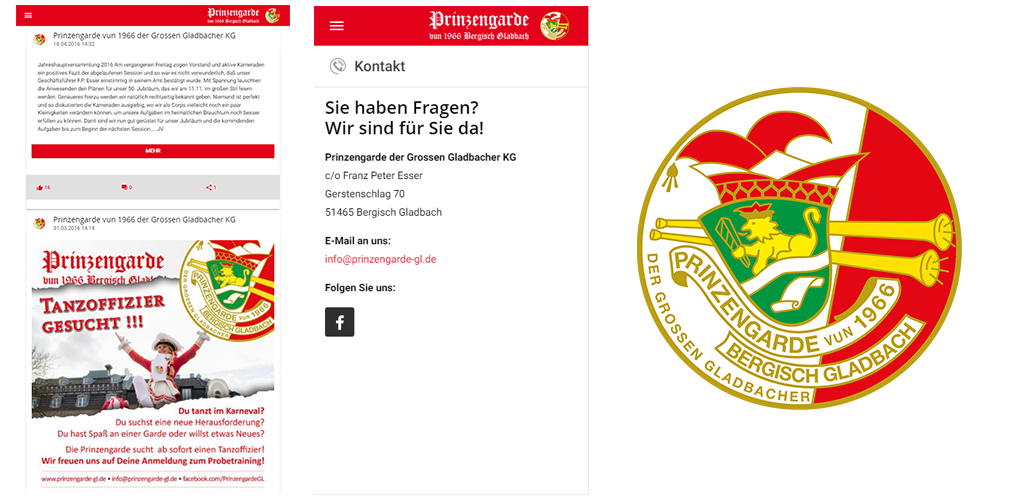 Prinzengarde
vun 1966 Bergisch Gladbach
Prinzengarde vun 1966 der Grossen Gladbacher KG
18.04.2016 14:32
Jahreshauptversammlung 2016 Am vergangenen Freitag zogen Vorstand und aktive Kameraden
ein positives Fazit der abgelaufenen Session und so war es nicht verwunderlich, daß unser
Geschäftsführer F.P. Esser einstimmig in seinem Amt bestätigt wurde. Mit Spannung lauschten
die Anwesenden den Plänen für unser 50. Jubiläum, das wir am 11.11. im großen Stil feiern
werden. Genaueres hierzu werden wir natürlich rechtzeitig bekannt geben. Niemand ist perfekt
und so diskutierten die Kameraden ausgiebig, wo wir als Corps vielleicht noch ein paar
Kleinigkeiten verändern können, um unsere Aufgaben im heimatlichen Brauchtum noch besser
erfüllen zu können. Damit sind wir nun gut gerüstet für unser Jubiläum und die kommdenden
Aufgaben bis zum Beginn der nächsten Session.... JV
MEHR
16 0 1
Prinzengarde vun 1966 der Grossen Gladbacher KG
31.03.2016 14:14
Prinzengarde
vun 1966 Bergisch Gladb
TANZOFFIZIER
GESUCHT !!!
PRINZENGARDE VUN 1966
BERGISCH GLADBACH
DER GROSSEN GLADBACHER
Du tanzt im Karneval?
Du suchst eine neue Herausforderung?
Du hast Spaß an einer Garde oder willst etwas Neues?
Die Prinzengarde sucht ab sofort einen Tanzoffizier!
Wir freuen uns auf Deine Anmeldung zum Probetraining!
www.prinzengarde-gl.de • info@prinzengarde-gl.de • facebook.com/PrinzengardeGL
Prinzengarde
vun 1966 Bergisch Gladbach
Kontakt
Sie haben Fragen?
Wir sind für Sie da!
Prinzengarde der Grossen Gladbacher KG
c/o Franz Peter Esser
Gerstenschlag 70
51465 Bergisch Gladbach
E-Mail an uns:
info@prinzengarde-gl.de
Folgen Sie uns:
PRINZENGARDE VUN 1966
BERGISCH GLADBACH
DER GROSSEN GLADBACHER